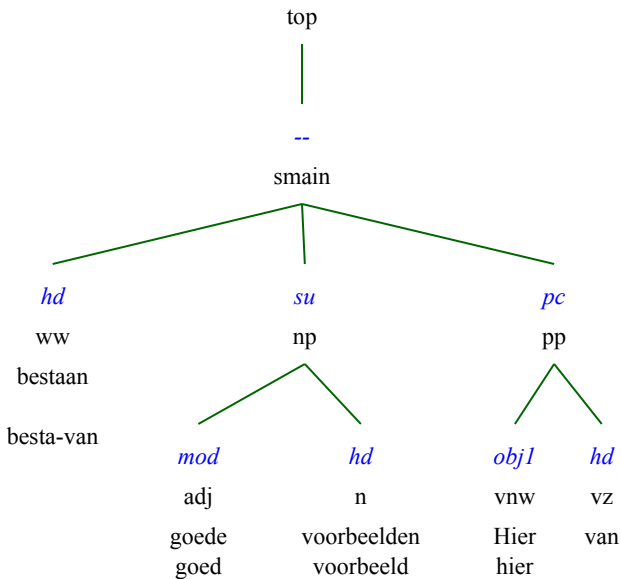 top
--
smain
hd su pc
ww np pp
bestaan
besta-van
mod hd obj1 hd
adj n vnw vz
goede voorbeelden Hier van
goed voorbeeld hier